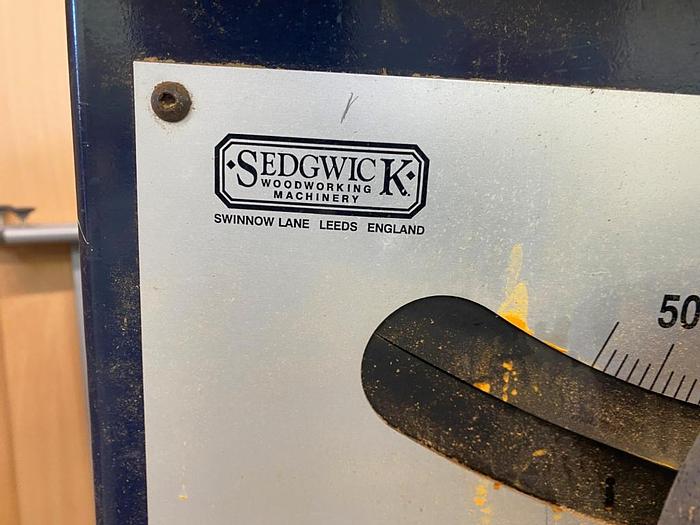 SEDGWICK
WOODWORKING
MACHINERY
SWINNOW LANE LEEDS ENGLAND
50